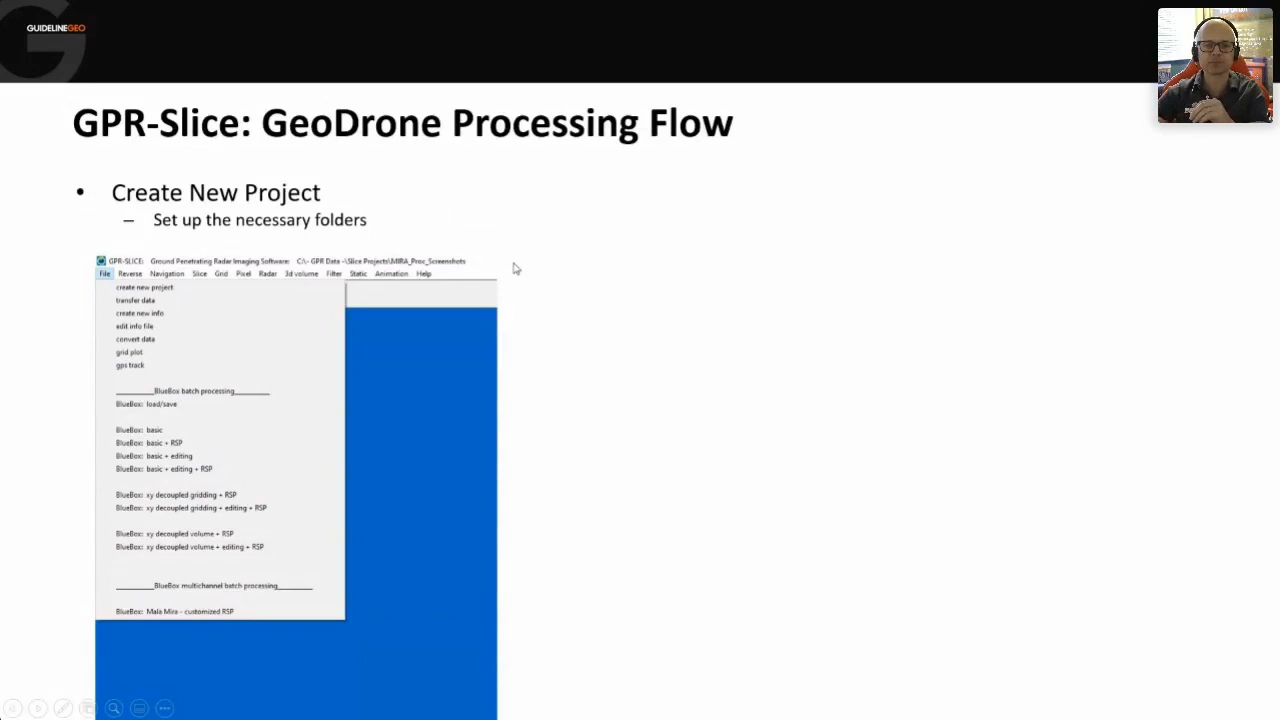 GUIDELINEGEO
GPR-Slice: GeoDrone Processing Flow
• Create New Project
– Set up the necessary folders
GPR-SLICE: Ground Penetrating Radar Imaging Software: C:\- GPR Data -\Slice Projects\MIRA_Proc_Screenshots
File Reverse Navigation Slice Grid Pixel Radar 3d volume Filter Static Animation Help
create new project
transfer data
create new info
edit info file
convert data
grid plot
gps track
__________BlueBox batch processing_________
BlueBox: load/save
BlueBox: basic
BlueBox: basic + RSP
BlueBox: basic + editing
BlueBox: basic + editing + RSP
BlueBox: xy decoupled gridding + RSP
BlueBox: xy decoupled gridding + editing + RSP
BlueBox: xy decoupled volume + RSP
BlueBox: xy decoupled volume + editing + RSP
__________BlueBox multichannel batch processing_________
BlueBox: Mala Mira - customized RSP